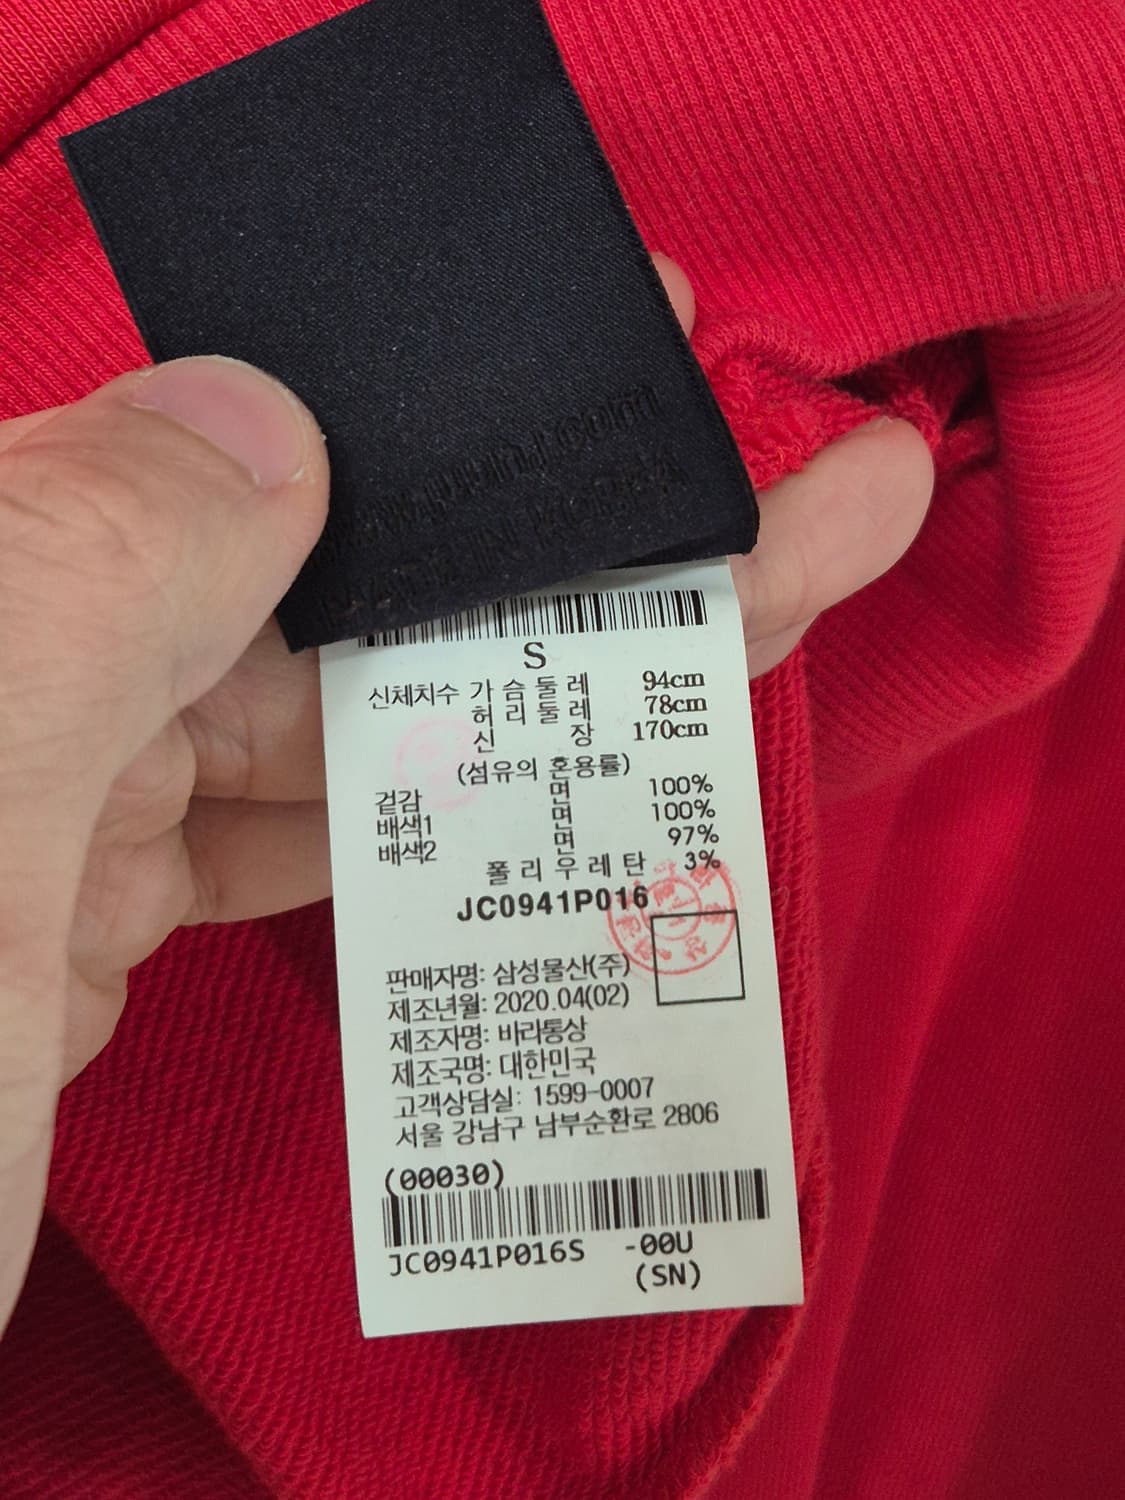 .com
MADE IN KOREA
S
신체치수 가 슴 둘 레 94cm
허 리 둘 레 78cm
신 장 170cm
(섬유의 혼용률)
겉감 면 100%
배색1 면 100%
배색2 면 97%
폴 리 우 레 탄 3%
JC0941P016
판매자명: 삼성물산(주)
제조년월: 2020.04(02)
제조자명: 바라통상
제조국명: 대한민국
고객상담실: 1599-0007
서울 강남구 남부순환로 2806
(00030)
JC0941P016S -00U
(SN)